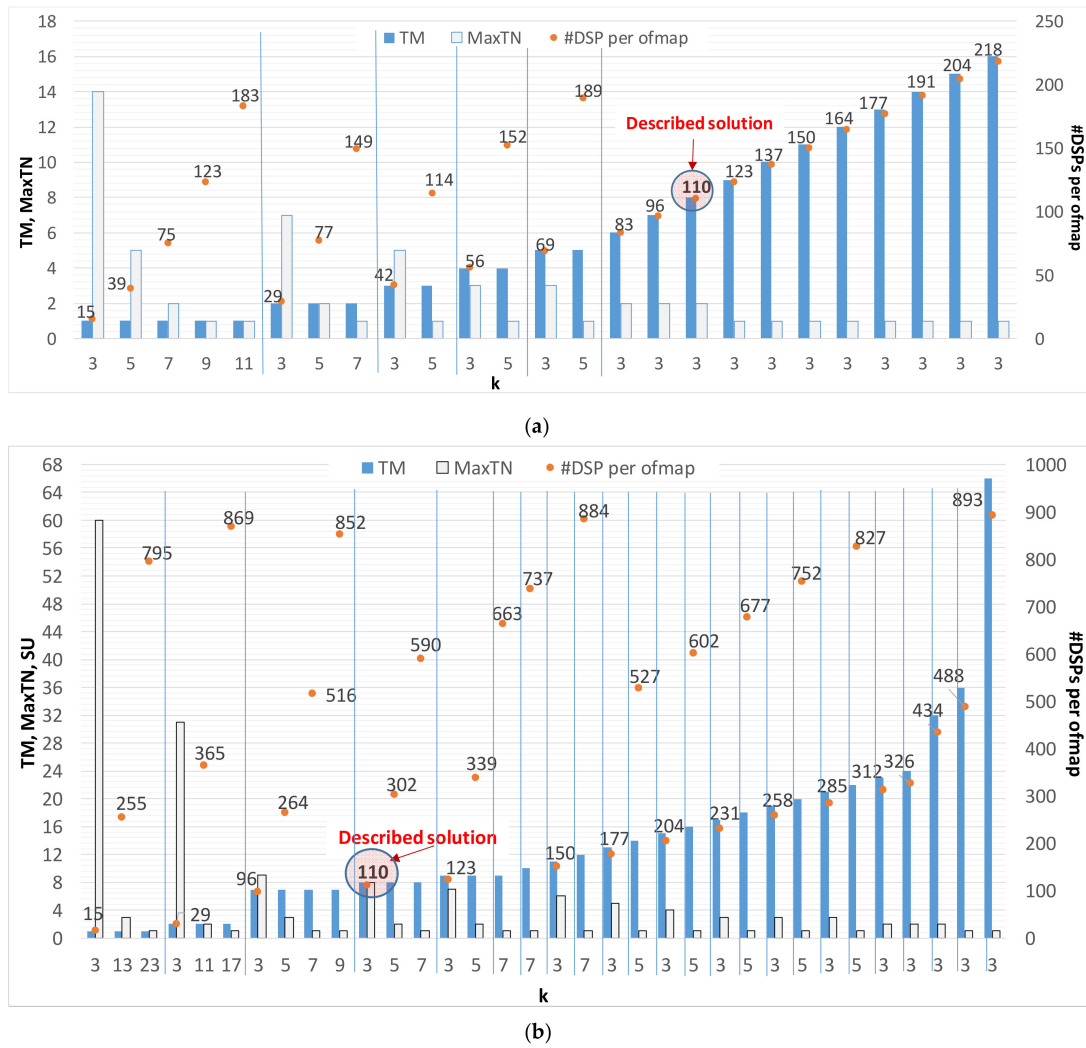 18
16
14
12
10
8
6
4
2
0
TM, MaxTN
TM MaxTN #DSP per ofmap
250
200
150
100
50
0
#DSPs per ofmap
15 39 75 123 183 29 77 149 42 114 56 152 69 189 83 96 110 123 137 150 164 177 191 204 218
Described solution
3 5 7 9 11 3 5 7 3 5 3 5 3 5 3 3 3 3 3 3 3 3 3 3
k
(a)
68
64
60
56
52
48
44
40
36
32
28
24
20
16
12
8
4
0
TM, MaxTN, SU
TM MaxTN #DSP per ofmap
1000
900
800
700
600
500
400
300
200
100
0
#DSPs per ofmap
15 255 795 29 365 869 96 264 516 852 110 302 590 123 339 663 737 150 884 177 527 204 602 231 677 258 752 285 827 312 326 434 488 893
Described solution
3 13 23 3 11 17 3 5 7 9 3 5 7 3 5 7 7 3 7 3 5 3 5 3 5 3 5 3 5 3 3 3 3 3
k
(b)